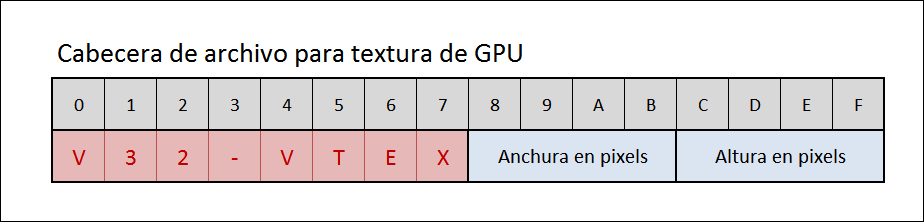 Cabecera de archivo para textura de GPU
0 1 2 3 4 5 6 7 8 9 A B C D E F
V 3 2 - V T E X Anchura en pixels Altura en pixels